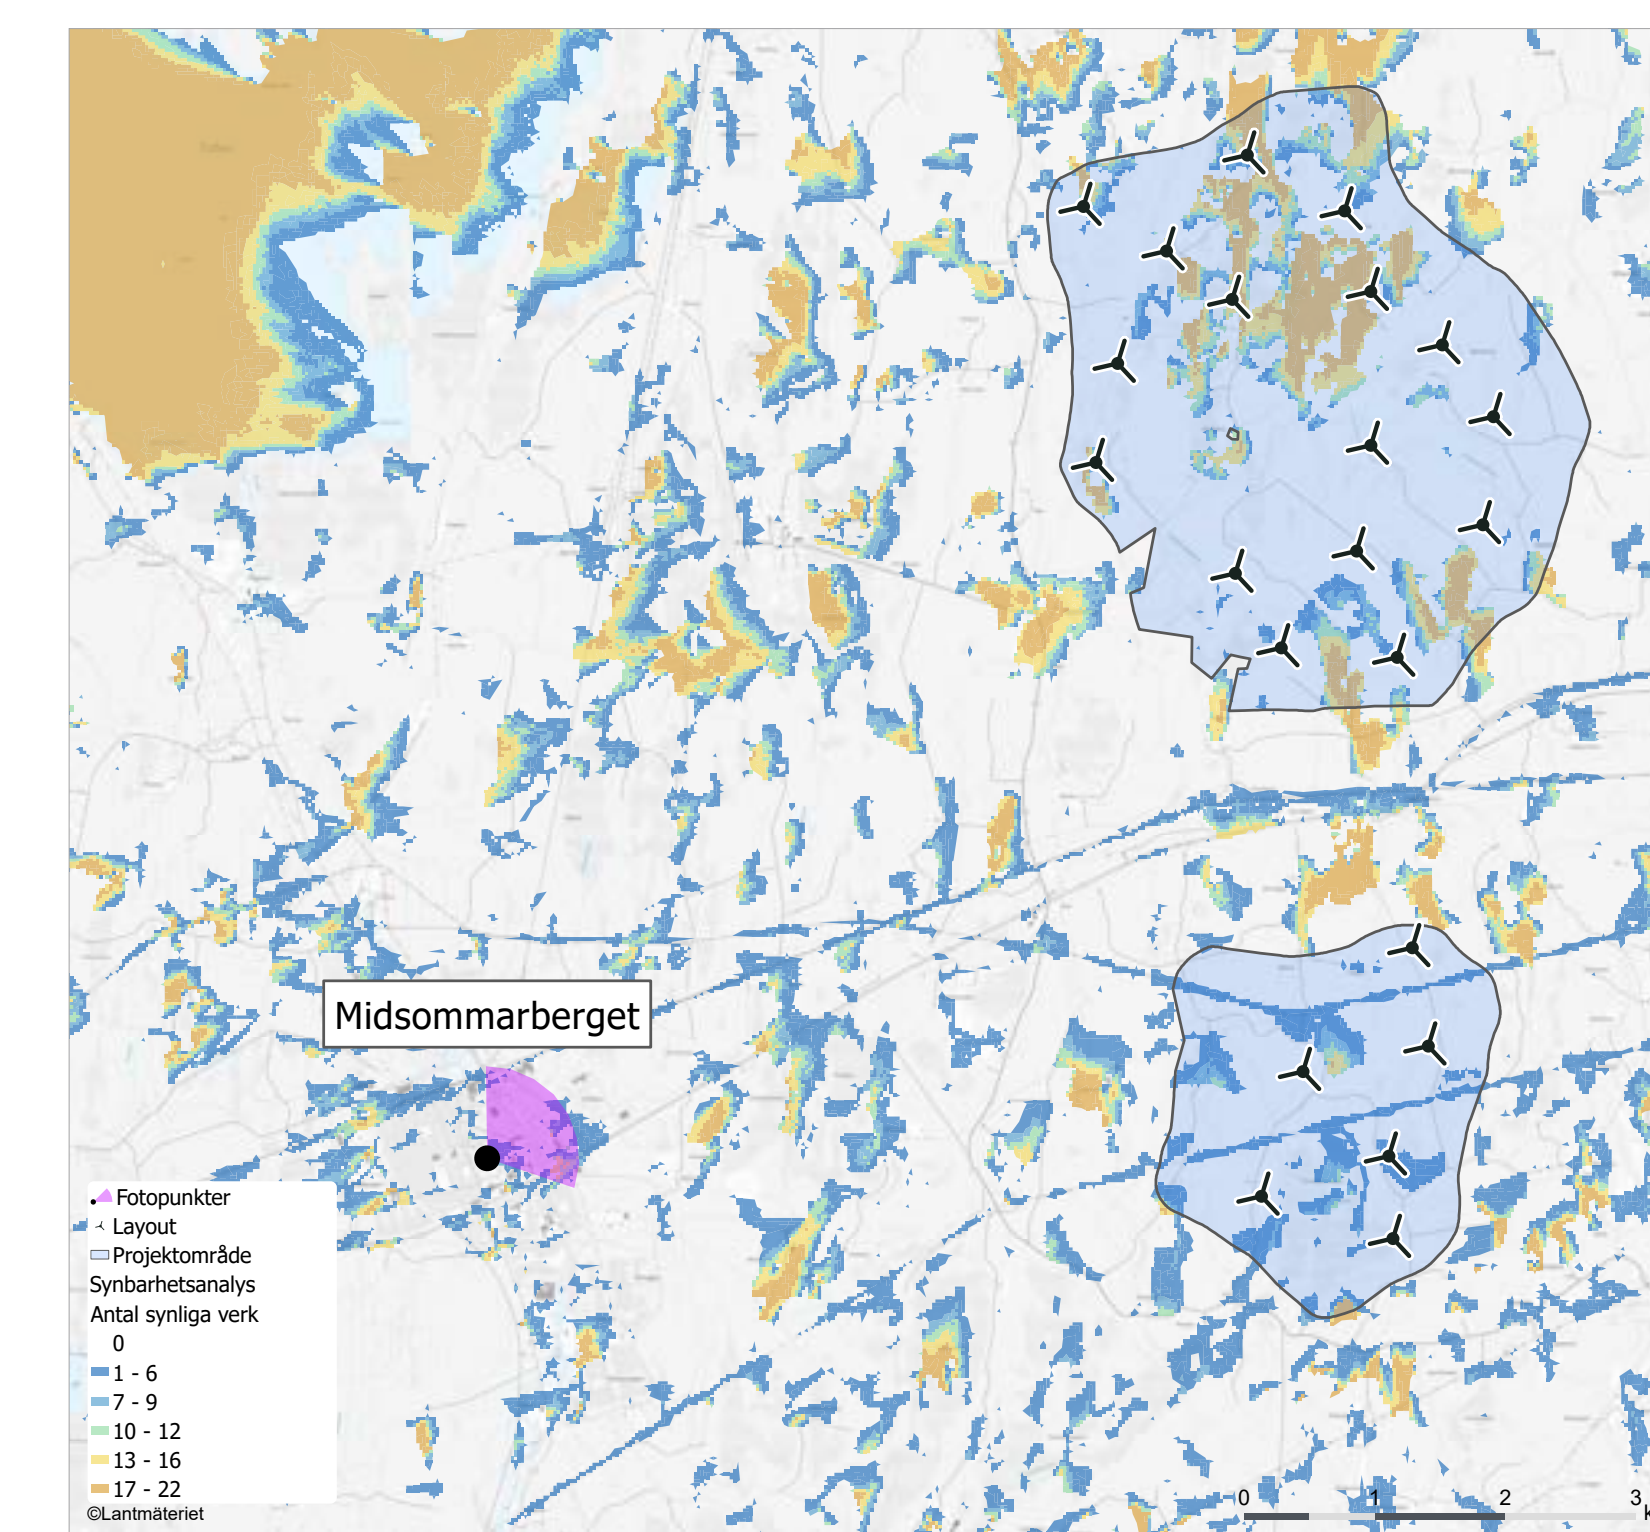 Midsommarberget
Fotopunkter
Layout
Projektområde
Synbarhetsanalys
Antal synliga verk
0
1 - 6
7 - 9
10 - 12
13 - 16
17 - 22
©Lantmäteriet
0 1 2 3